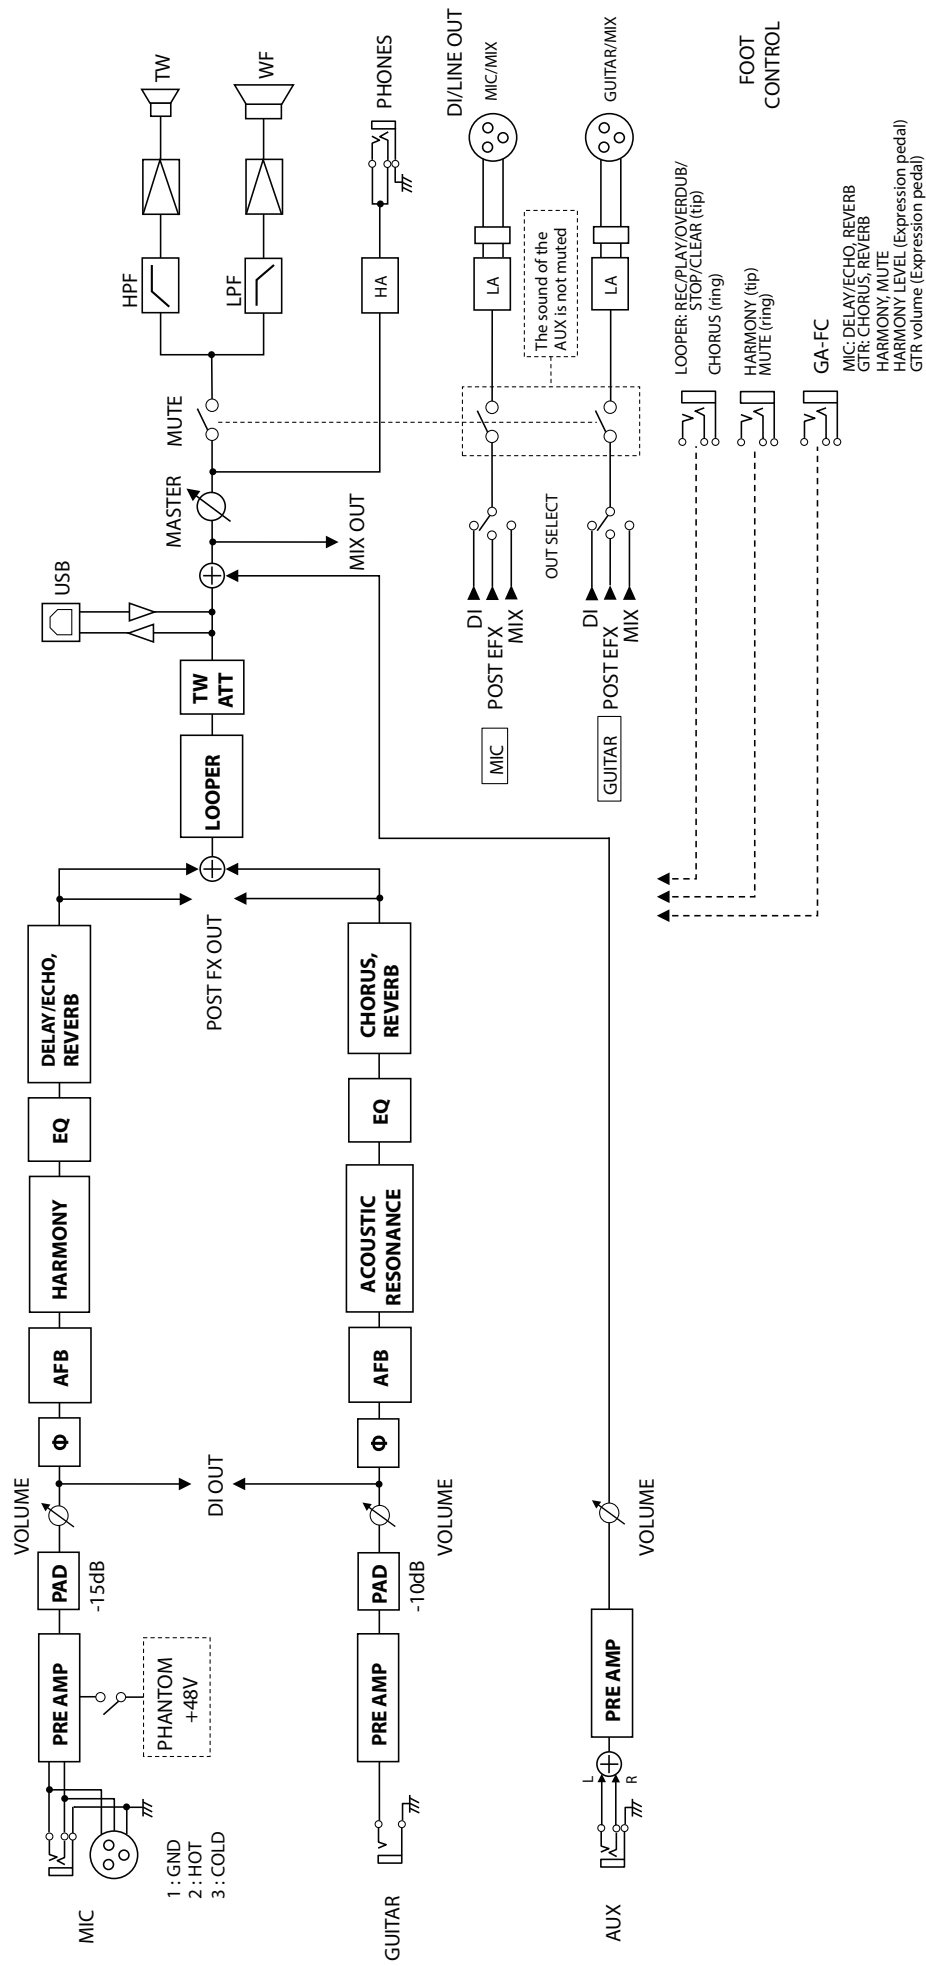 MIC
1 : GND
2 : HOT
3 : COLD
PRE AMP
PHANTOM
+48V
PAD
-15dB
VOLUME
Φ
AFB
HARMONY
EQ
DELAY/ECHO,
REVERB
GUITAR
PRE AMP
PAD
-10dB
VOLUME
DI OUT
Φ
AFB
ACOUSTIC
RESONANCE
EQ
CHORUS,
REVERB
POST FX OUT
LOOPER
TW
ATT
USB
MIX OUT
MASTER
MUTE
HPF
LPF
TW
WF
HA
PHONES
AUX
L
R
PRE AMP
VOLUME
MIC
DI
POST EFX
MIX
OUT SELECT
GUITAR
DI
POST EFX
MIX
The sound of the
AUX is not muted
LA
LA
DI/LINE OUT
MIC/MIX
GUITAR/MIX
FOOT
CONTROL
LOOPER: REC/PLAY/OVERDUB/
STOP/CLEAR (tip)
CHORUS (ring)
HARMONY (tip)
MUTE (ring)
GA-FC
MIC: DELAY/ECHO, REVERB
GTR: CHORUS, REVERB
HARMONY, MUTE
HARMONY LEVEL (Expression pedal)
GTR volume (Expression pedal)